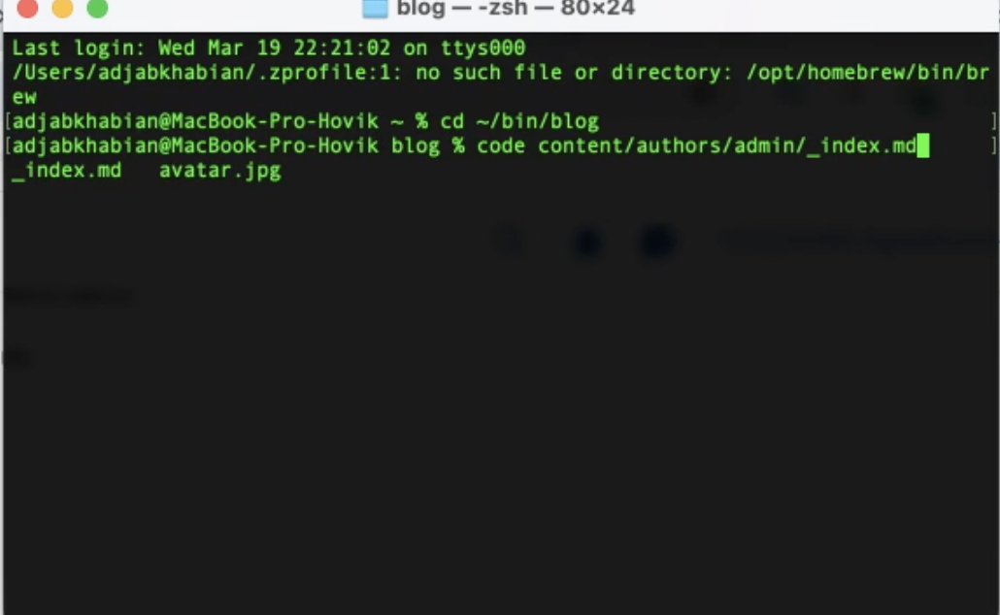 blog — -zsh — 80×24
Last login: Wed Mar 19 22:21:02 on ttys000
/Users/adjabkhabian/.zprofile:1: no such file or directory: /opt/homebrew/bin/br
ew
[adjabkhabian@MacBook-Pro-Hovik ~ % cd ~/bin/blog ]
[adjabkhabian@MacBook-Pro-Hovik blog % code content/authors/admin/_index.md ]
_index.md avatar.jpg